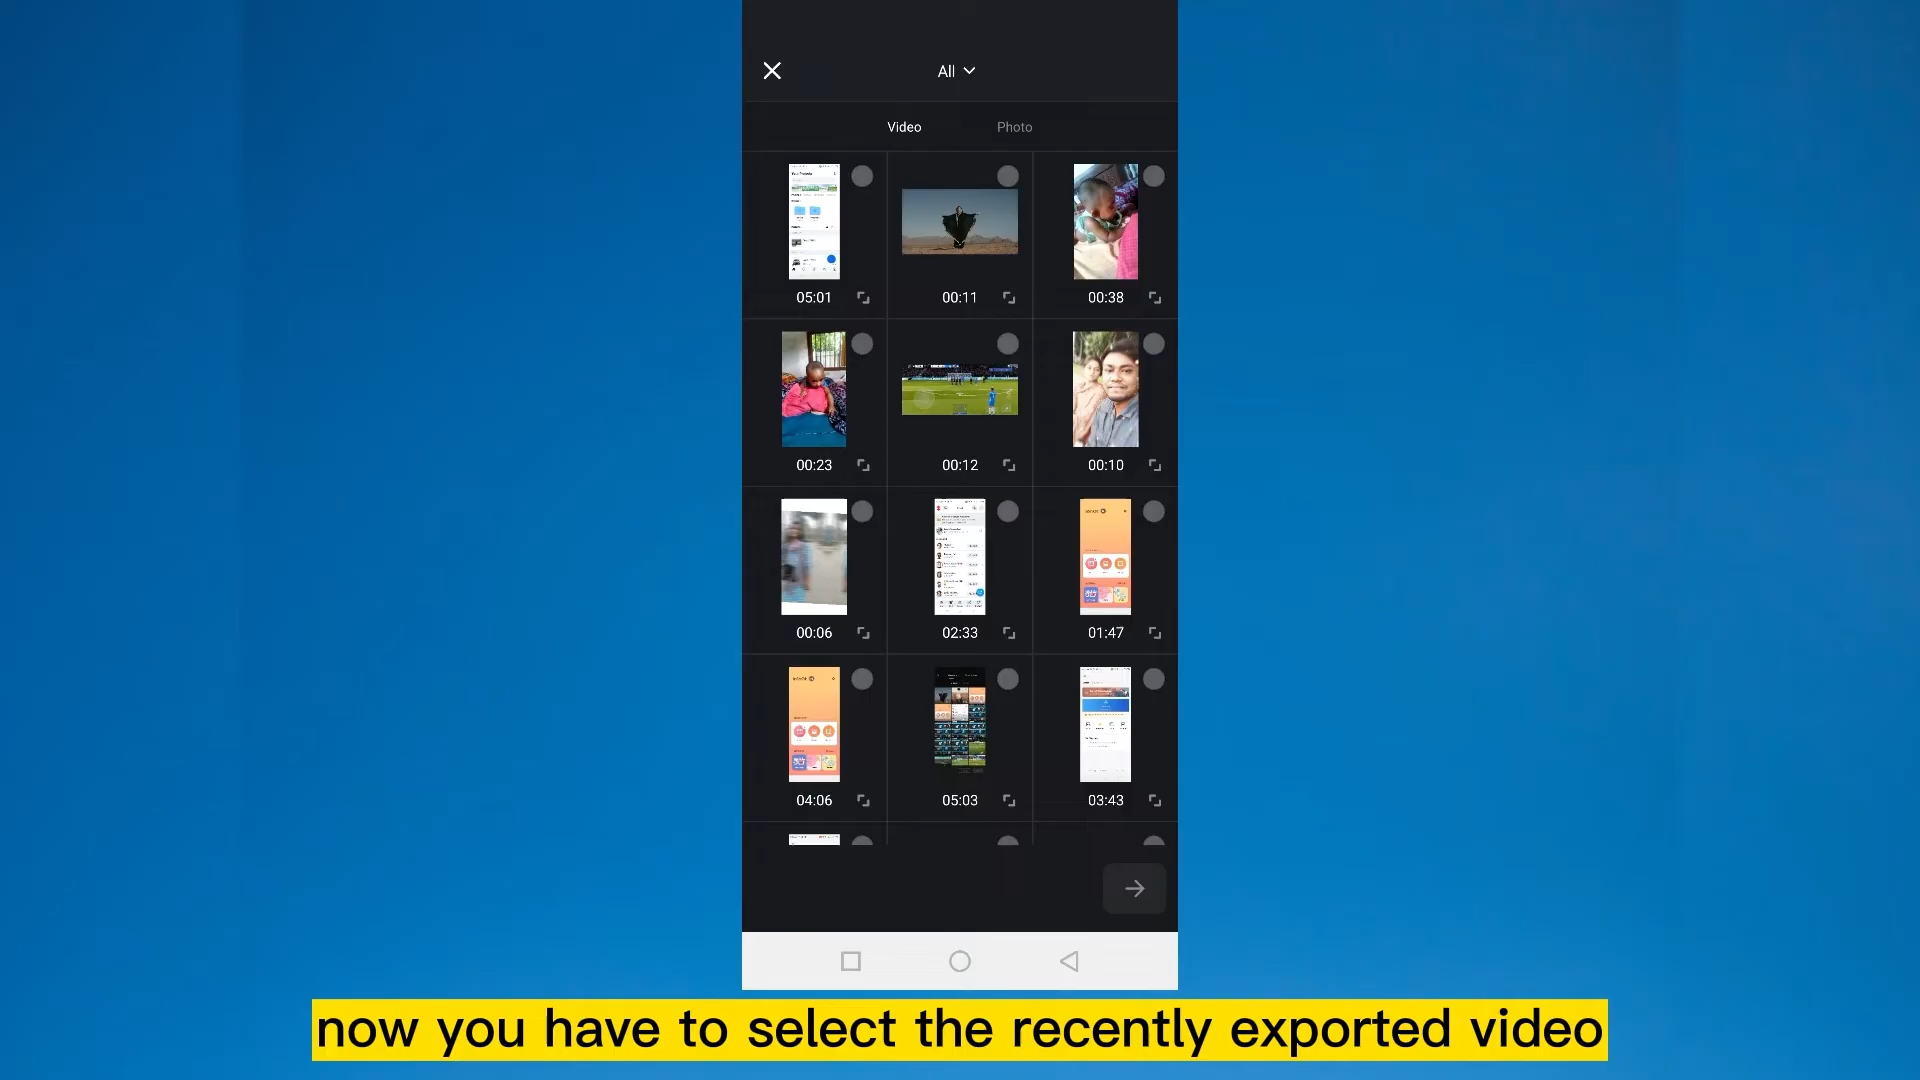 All
Video Photo
05:01 00:11 00:38
00:23 00:12 00:10
00:06 02:33 01:47
04:06 05:03 03:43
now you have to select the recently exported video